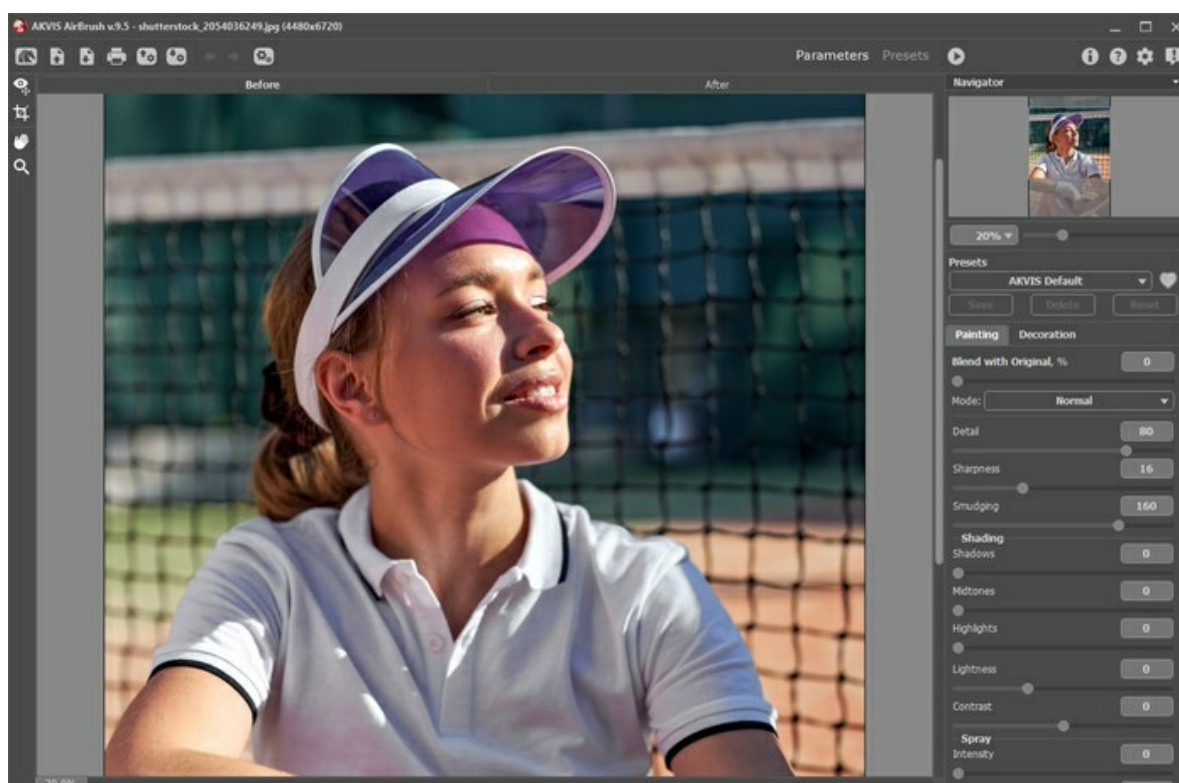 AKVIS AirBrush v.9.5 - shutterstock_2054036249.jpg (4480x6720)
Parameters Presets
Before After
Navigator
20%
Presets
AKVIS Default
Save Delete Reset
Painting Decoration
Blend with Original, % 0
Mode: Normal
Detail 80
Sharpness 16
Smudging 160
Shading
Shadows 0
Midtones 0
Highlights 0
Lightness 0
Contrast 0
Spray
Intensity 0